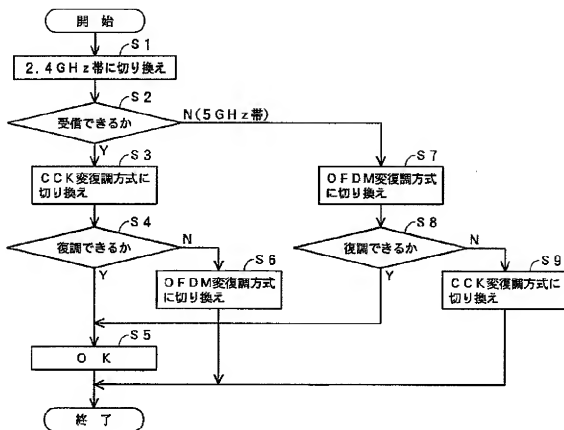 開始
S1
2.4GHz帯に切り換え
S2
受信できるか
N(5GHz帯)
Y
S3
CCK変復調方式に
切り換え
S7
OFDM変復調方式に
切り換え
S4
復調できるか
N
Y
S8
復調できるか
N
Y
S6
OFDM変復調方式
に切り換え
S9
CCK変復調方式
に切り換え
S5
OK
終了